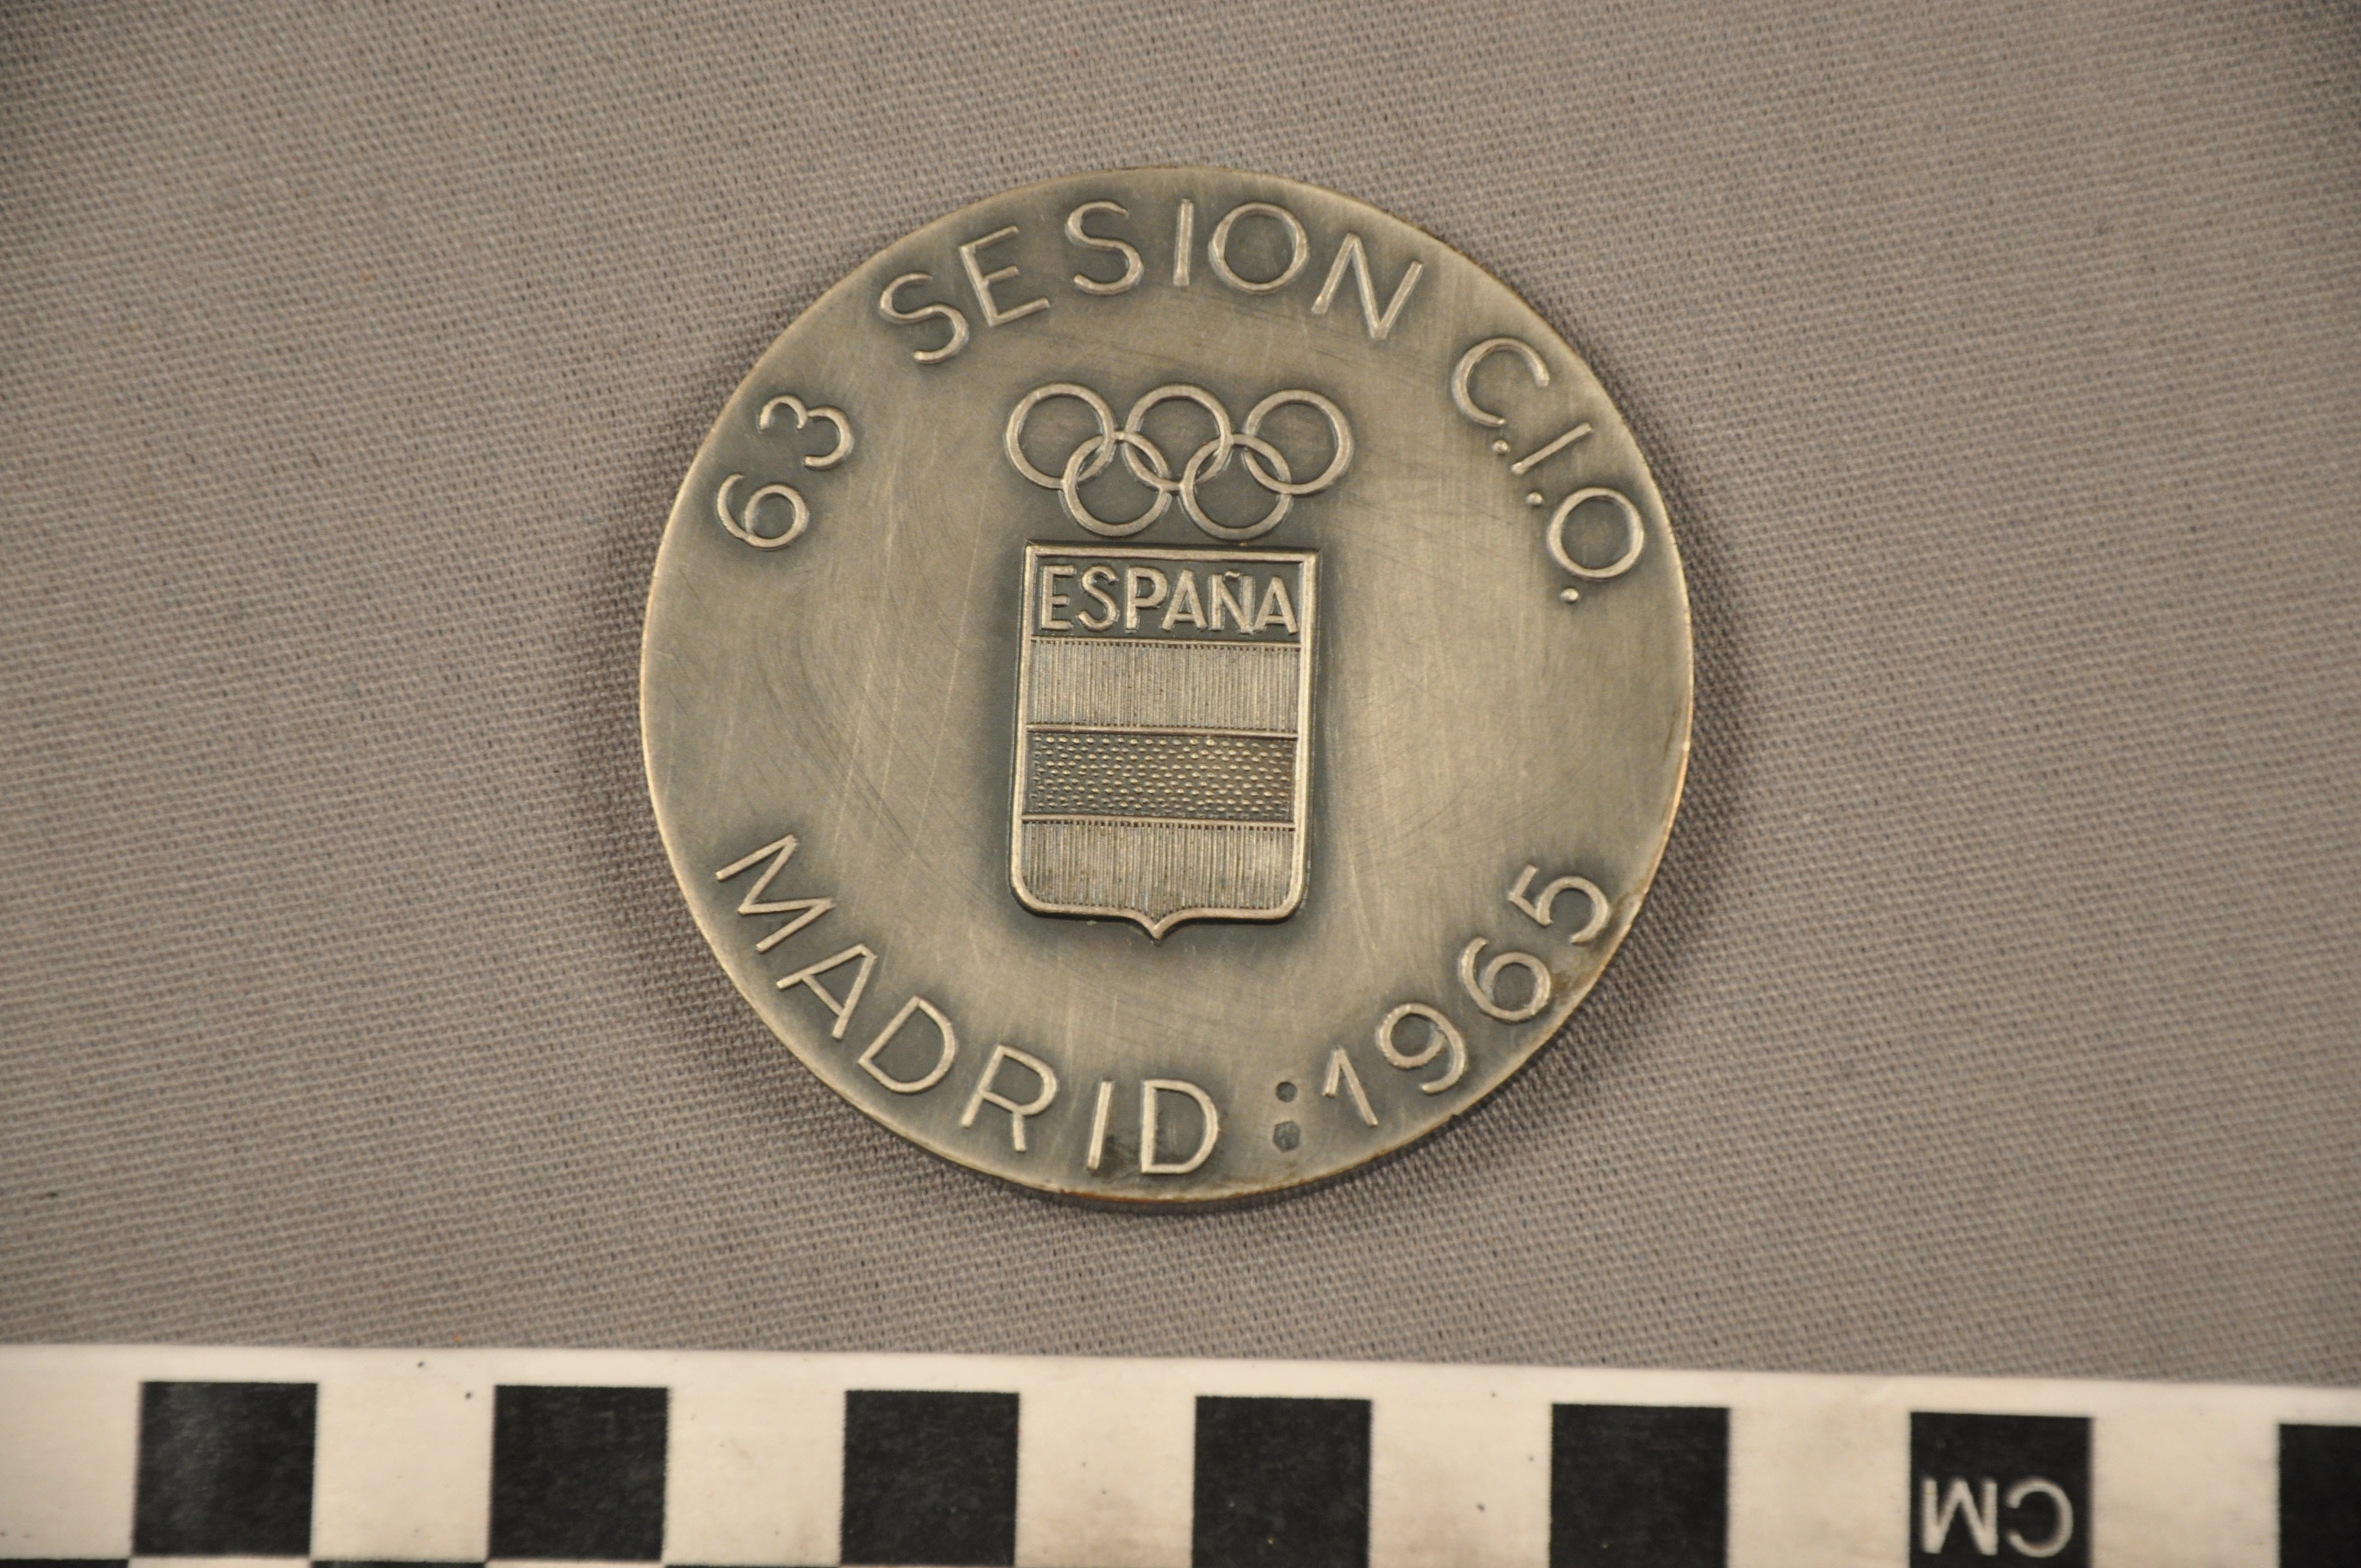 63 SESION C.I.O.
ESPAÑA
MADRID : 1965
CM